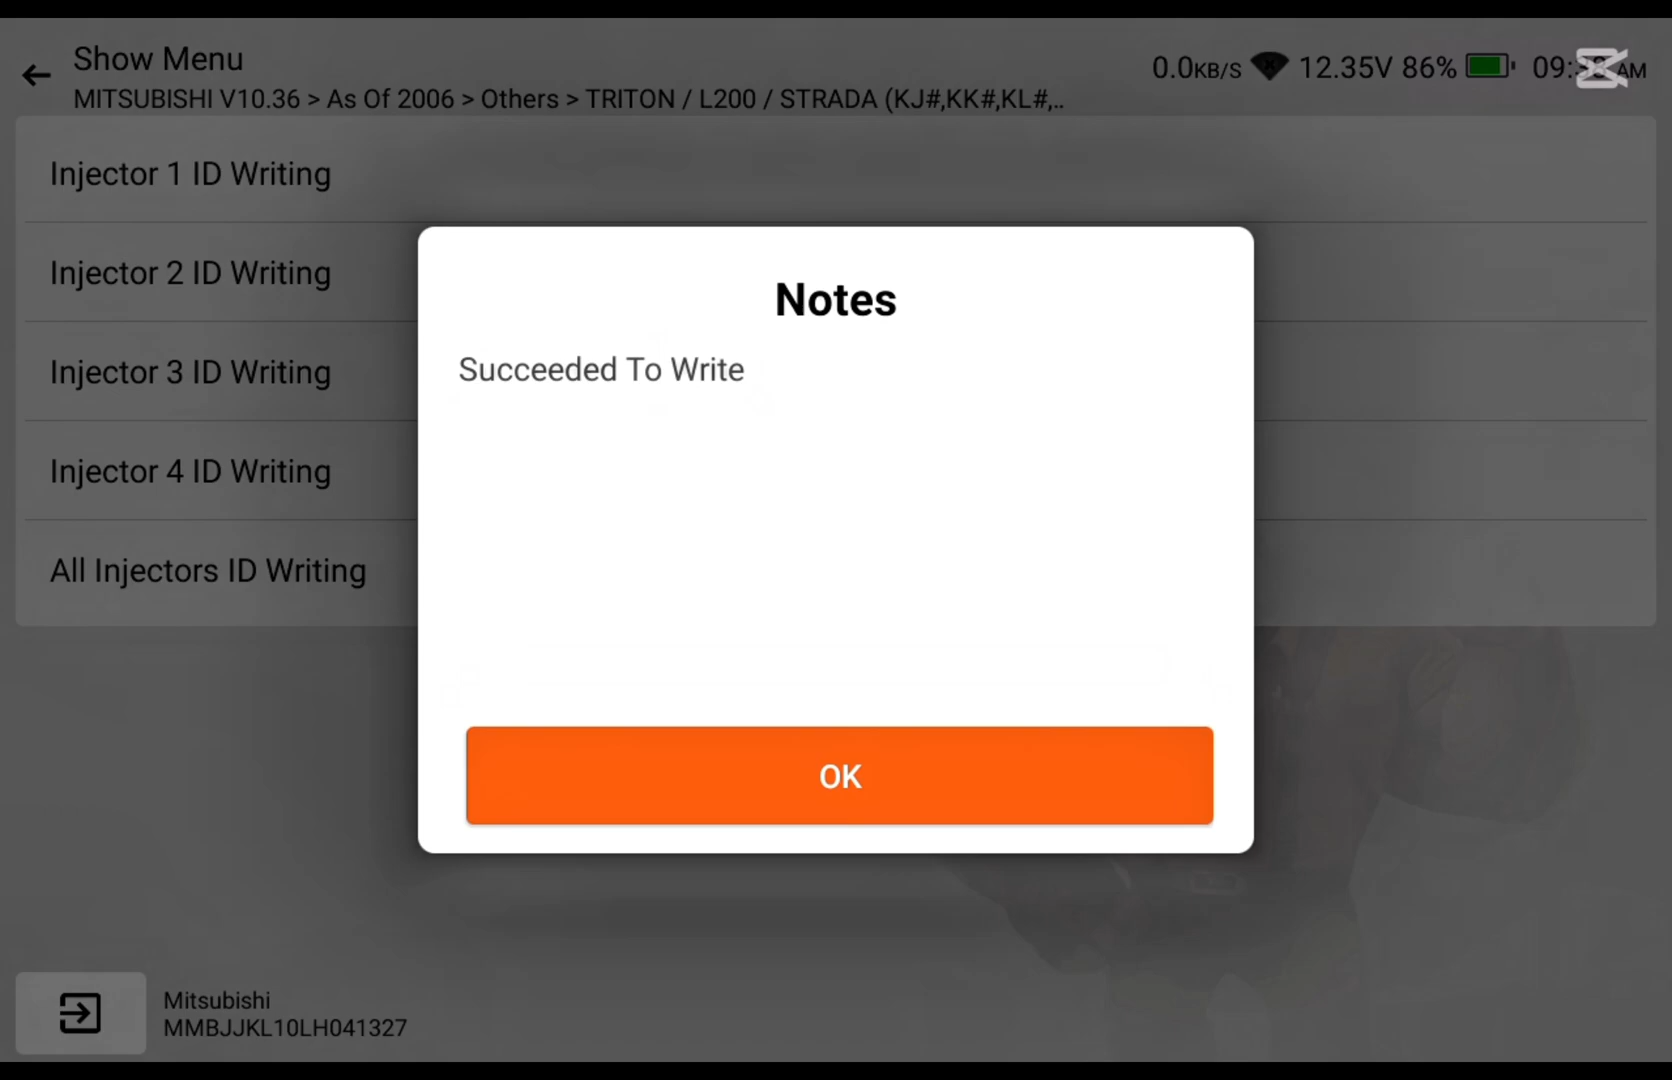 Show Menu
0.0KB/S 12.35V 86% AM
MITSUBISHI V10.36 > As Of 2006 > Others > TRITON / L200 / STRADA (KJ#,KK#,KL#,..
Injector 1 ID Writing
Injector 2 ID Writing
Injector 3 ID Writing
Injector 4 ID Writing
All Injectors ID Writing
Notes
Succeeded To Write
OK
Mitsubishi
MMBJJKL10LH041327